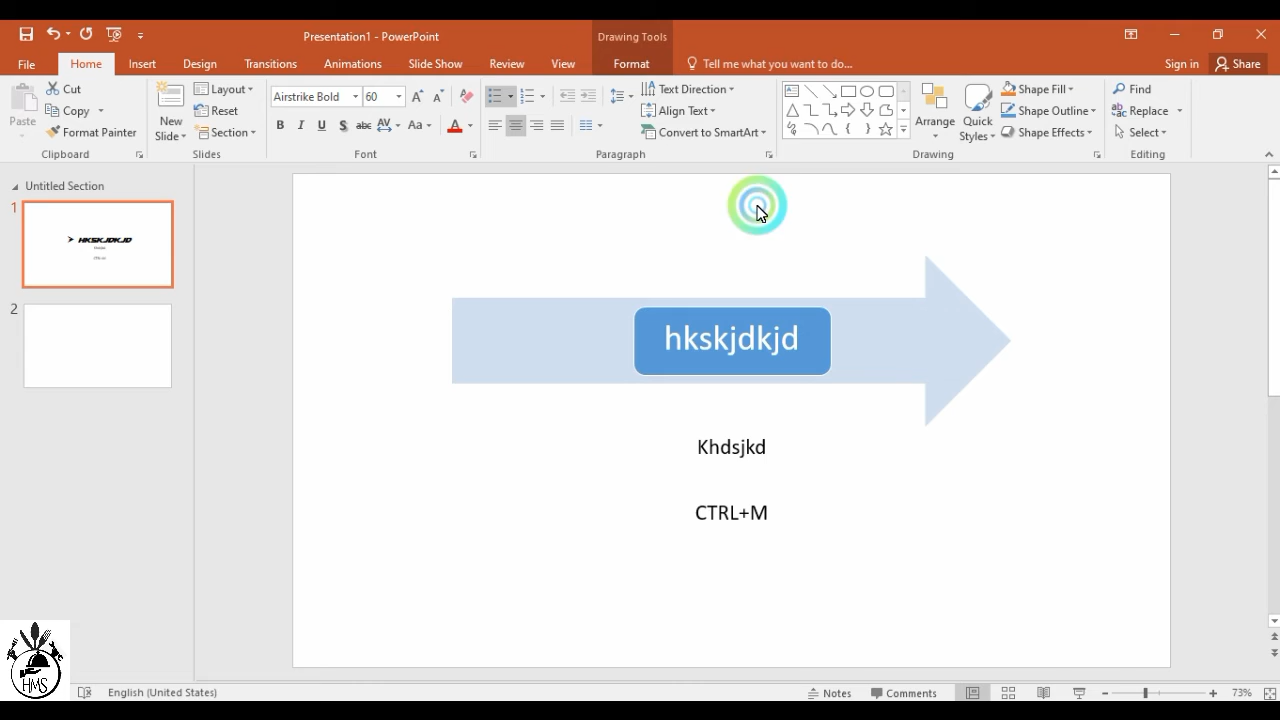 Presentation1 - PowerPoint
Drawing Tools
File Home Insert Design Transitions Animations Slide Show Review View Format Tell me what you want to do... Sign in Share
Paste
Cut
Copy
Format Painter
Clipboard
New Slide
Layout
Reset
Section
Slides
Airstrike Bold 60
B I U S abc AV Aa A
Font
Text Direction
Align Text
Convert to SmartArt
Paragraph
Arrange
Quick Styles
Shape Fill
Shape Outline
Shape Effects
Drawing
Find
Replace
Select
Editing
Untitled Section
1
HKSKJDKJD
2
hkskjdkjd
Khdsjkd
CTRL+M
HMS
English (United States)
Notes Comments 73%